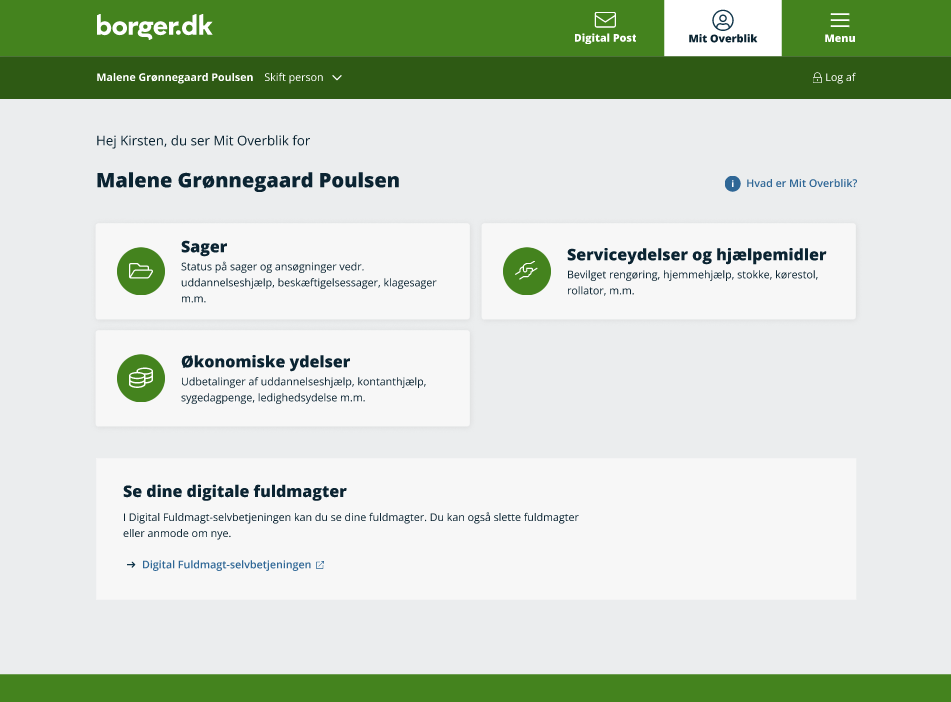 borger.dk
Digital Post
Mit Overblik
Menu
Malene Grønnegaard Poulsen Skift person
Log af
Hej Kirsten, du ser Mit Overblik for
Malene Grønnegaard Poulsen
i Hvad er Mit Overblik?
Sager
Status på sager og ansøgninger vedr.
uddannelseshjælp, beskæftigelsessager, klagesager
m.m.
Serviceydelser og hjælpemidler
Bevilget rengøring, hjemmehjælp, stokke, kørestol,
rollator, m.m.
Økonomiske ydelser
Udbetalinger af uddannelseshjælp, kontanthjælp,
sygedagpenge, ledighedsydelse m.m.
Se dine digitale fuldmagter
I Digital Fuldmagt-selvbetjeningen kan du se dine fuldmagter. Du kan også slette fuldmagter
eller anmode om nye.
Digital Fuldmagt-selvbetjeningen